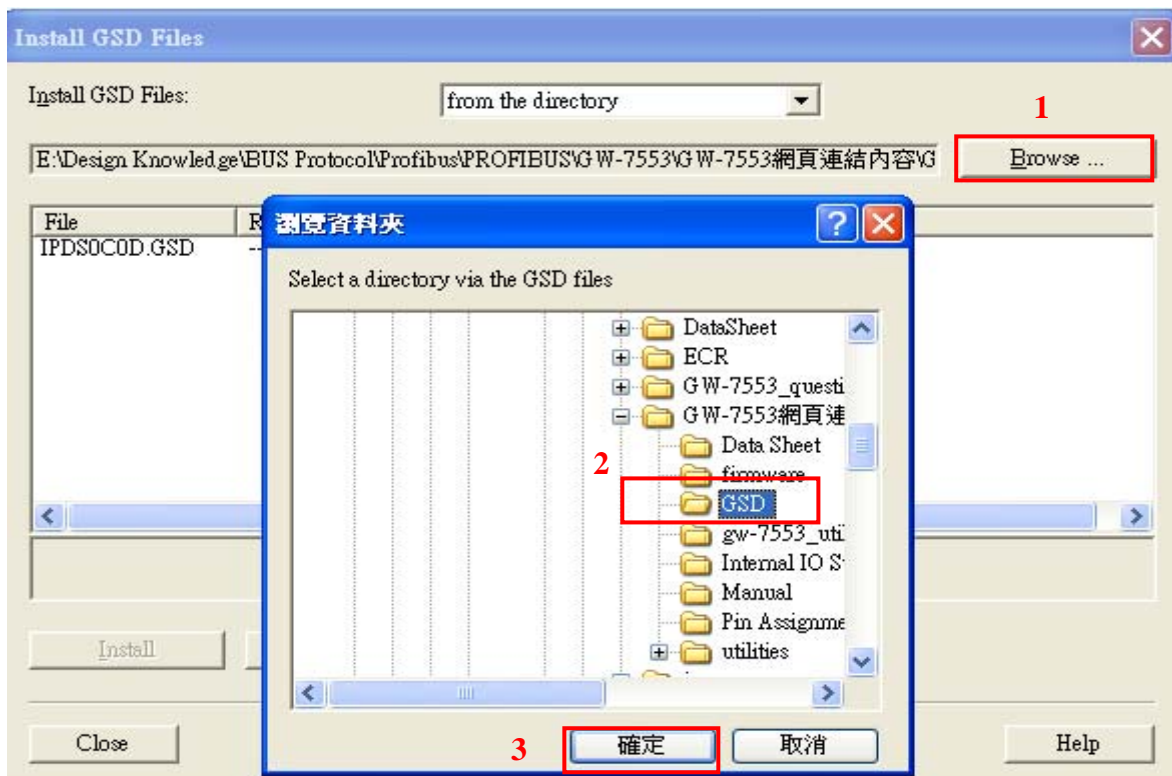 Install GSD Files
Install GSD Files:
from the directory
1
E:\Design Knowledge\BUS Protocol\Profibus\PROFIBUS\GW-7553\GW-7553網頁連結內容\G
Browse ...
File
R
瀏覽資料夾
IPDS0C0D.GSD
--
Select a directory via the GSD files
DataSheet
ECR
GW-7553_questi
GW-7553網頁連
Data Sheet
2
firmware
GSD
gw-7553_util
Internal IO S
Manual
Pin Assignme
utilities
Install
Close
3
確定
取消
Help